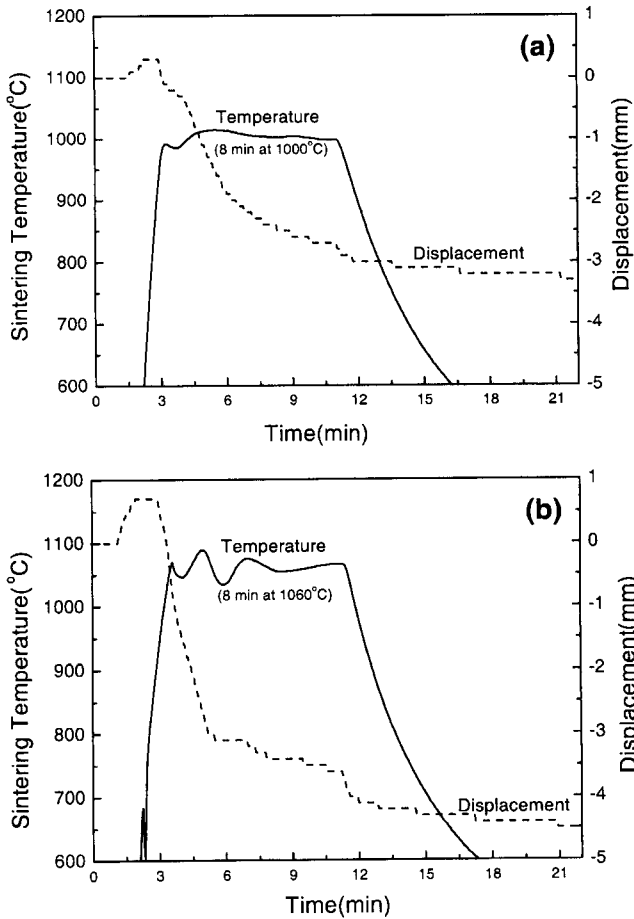 (a)
Sintering Temperature(°C)
1200
1100
1000
900
800
700
600
1
0
-1
-2
-3
-4
-5
Displacement(mm)
Temperature
(8 min at 1000°C)
Displacement
0 3 6 9 12 15 18 21
Time(min)
(b)
Sintering Temperature(°C)
1200
1100
1000
900
800
700
600
1
0
-1
-2
-3
-4
-5
Displacement(mm)
Temperature
(8 min at 1060°C)
Displacement
0 3 6 9 12 15 18 21
Time(min)